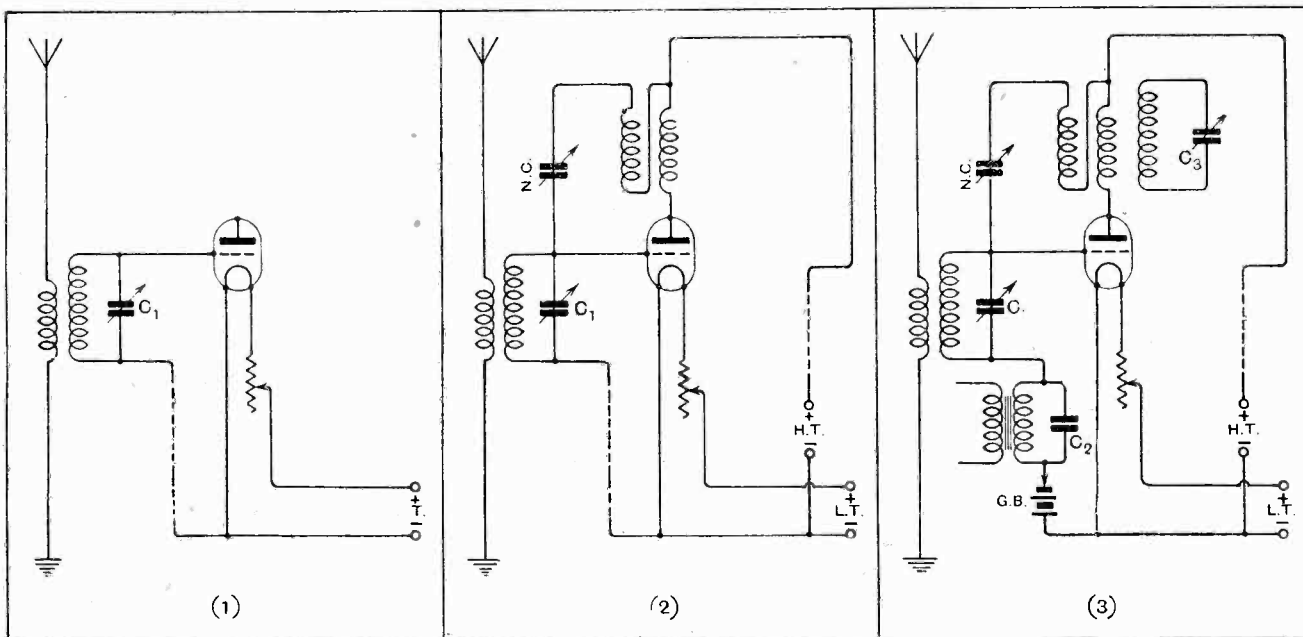 C1
+
T.
−
(1)
N.C.
C1
+
H.T.
−
+
L.T.
−
(2)
N.C.
C3
C.
C2
G.B.
+
H.T.
−
+
L.T.
−
(3)